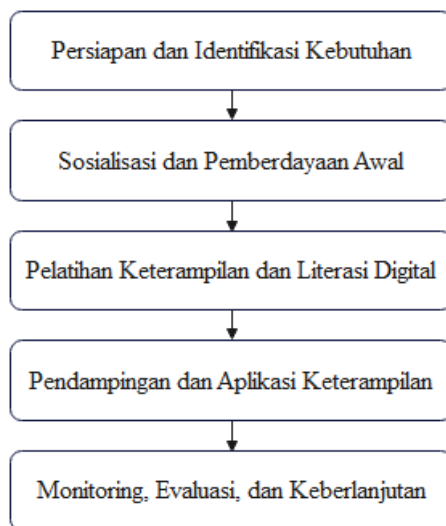 Persiapan dan Identifikasi Kebutuhan
Sosialisasi dan Pemberdayaan Awal
Pelatihan Keterampilan dan Literasi Digital
Pendampingan dan Aplikasi Keterampilan
Monitoring, Evaluasi, dan Keberlanjutan